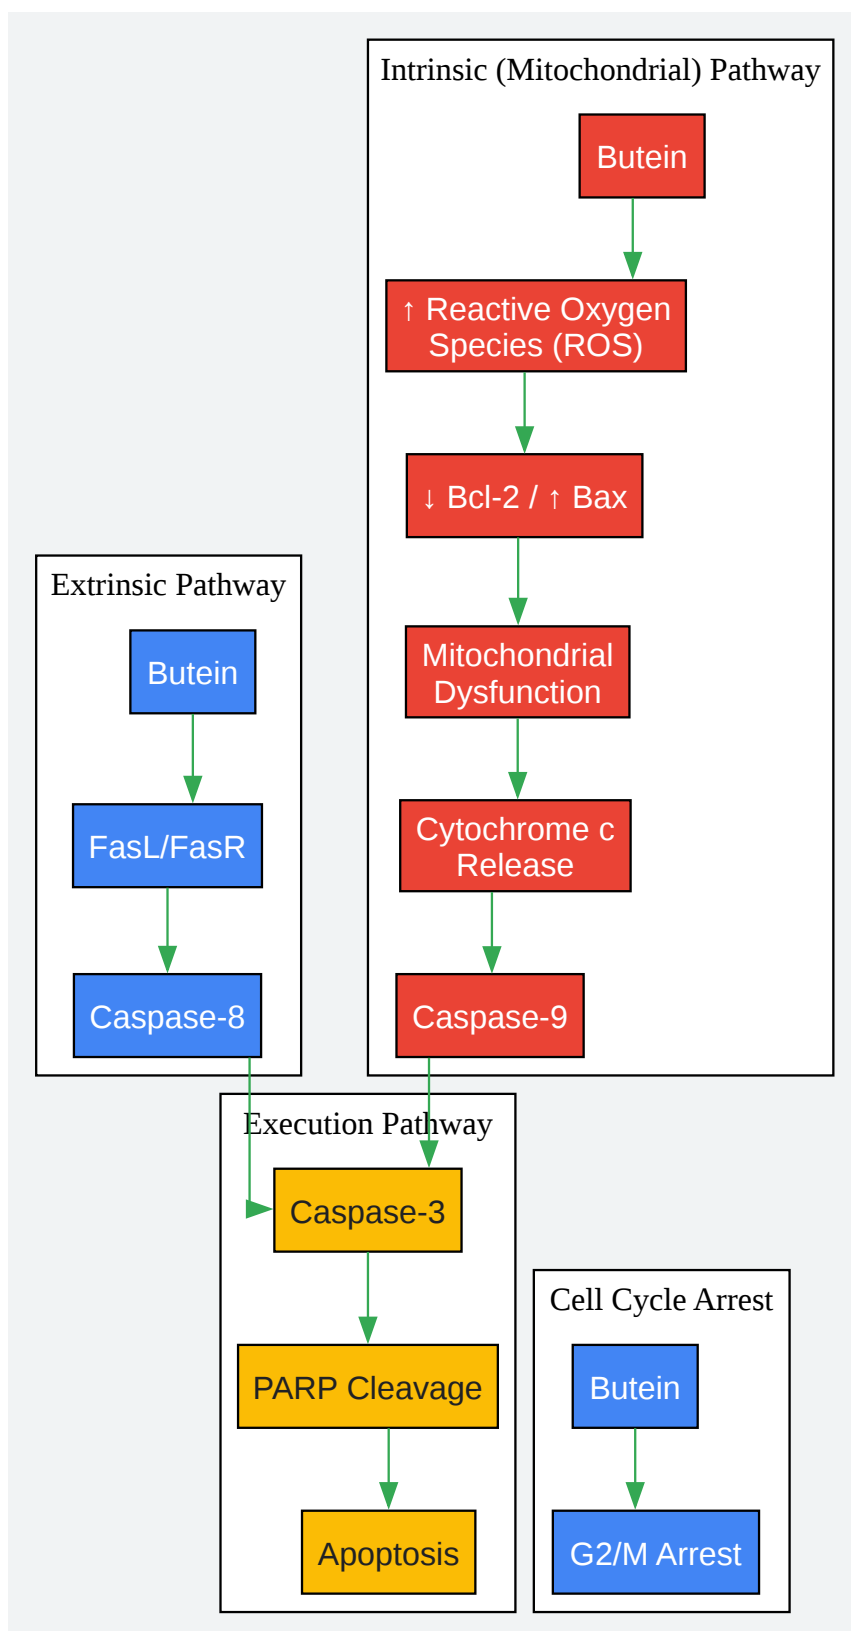 Intrinsic (Mitochondrial) Pathway
Butein
↑ Reactive Oxygen
Species (ROS)
↓ Bcl-2 / ↑ Bax
Mitochondrial
Dysfunction
Cytochrome c
Release
Caspase-9
Extrinsic Pathway
Butein
FasL/FasR
Caspase-8
Execution Pathway
Caspase-3
PARP Cleavage
Apoptosis
Cell Cycle Arrest
Butein
G2/M Arrest